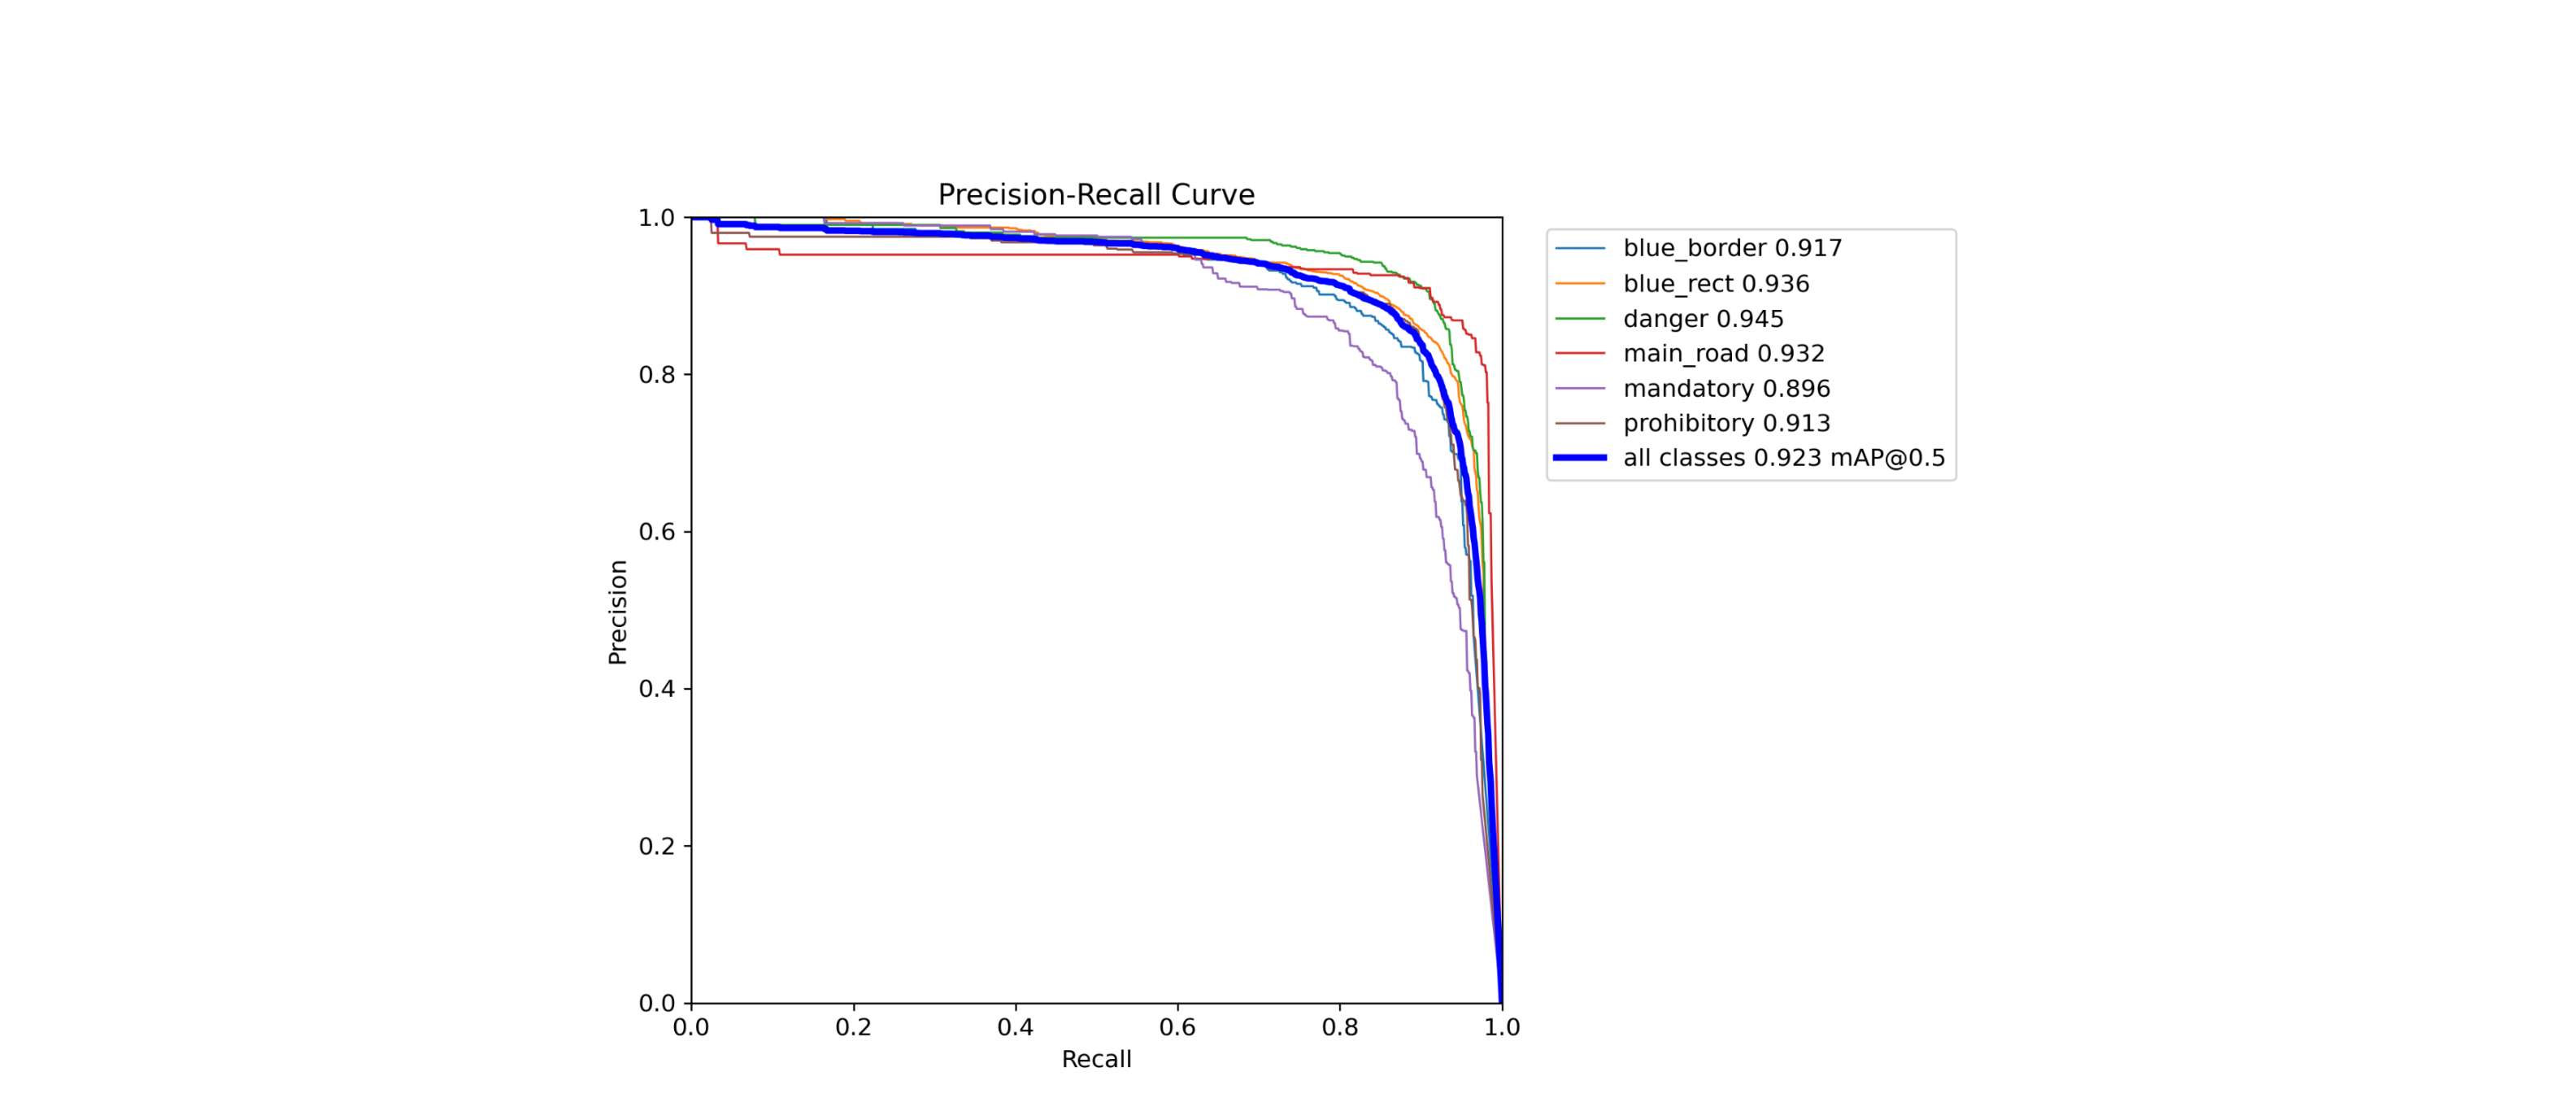 Precision-Recall Curve
1.0
0.8
0.6
0.4
0.2
0.0
Precision
0.0 0.2 0.4 0.6 0.8 1.0
Recall
blue_border 0.917
blue_rect 0.936
danger 0.945
main_road 0.932
mandatory 0.896
prohibitory 0.913
all classes 0.923 mAP@0.5